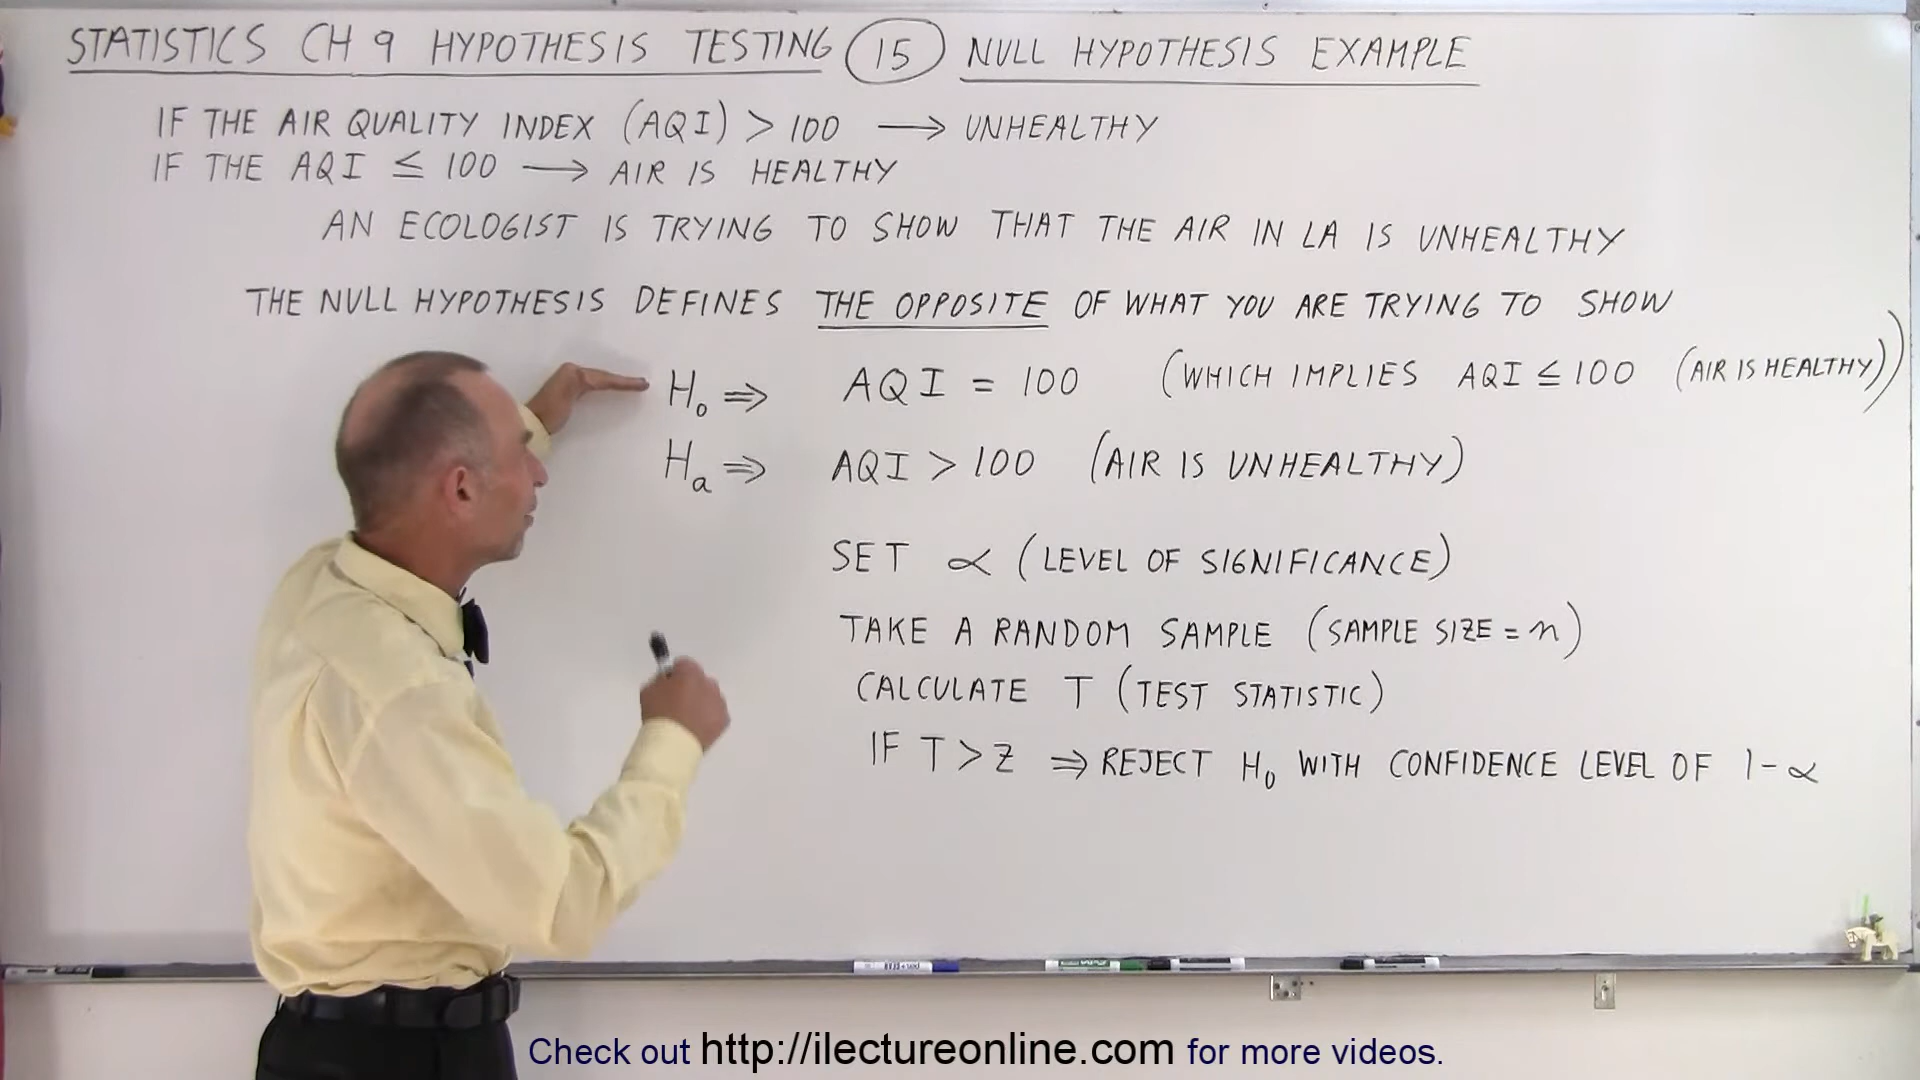 STATISTICS CH 9 HYPOTHESIS TESTING 15 NULL HYPOTHESIS EXAMPLE
IF THE AIR QUALITY INDEX (AQI) > 100 → UNHEALTHY
IF THE AQI ≤ 100 → AIR IS HEALTHY
AN ECOLOGIST IS TRYING TO SHOW THAT THE AIR IN LA IS UNHEALTHY
THE NULL HYPOTHESIS DEFINES THE OPPOSITE OF WHAT YOU ARE TRYING TO SHOW
H₀ ⇒ AQI = 100 (WHICH IMPLIES AQI ≤ 100 (AIR IS HEALTHY))
Hₐ ⇒ AQI > 100 (AIR IS UNHEALTHY)
SET α (LEVEL OF SIGNIFICANCE)
TAKE A RANDOM SAMPLE (SAMPLE SIZE = n)
CALCULATE T (TEST STATISTIC)
IF T > Z ⇒ REJECT H₀ WITH CONFIDENCE LEVEL OF 1-α
Check out http://ilectureonline.com for more videos.